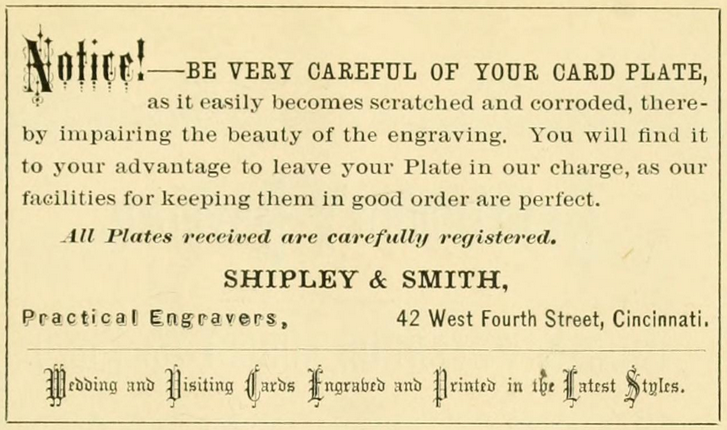 Notice!—BE VERY CAREFUL OF YOUR CARD PLATE,
as it easily becomes scratched and corroded, there-
by impairing the beauty of the engraving. You will find it
to your advantage to leave your Plate in our charge, as our
facilities for keeping them in good order are perfect.
All Plates received are carefully registered.
SHIPLEY & SMITH,
Practical Engravers, 42 West Fourth Street, Cincinnati.
Wedding and Visiting Cards Engraved and Printed in the Latest Styles.